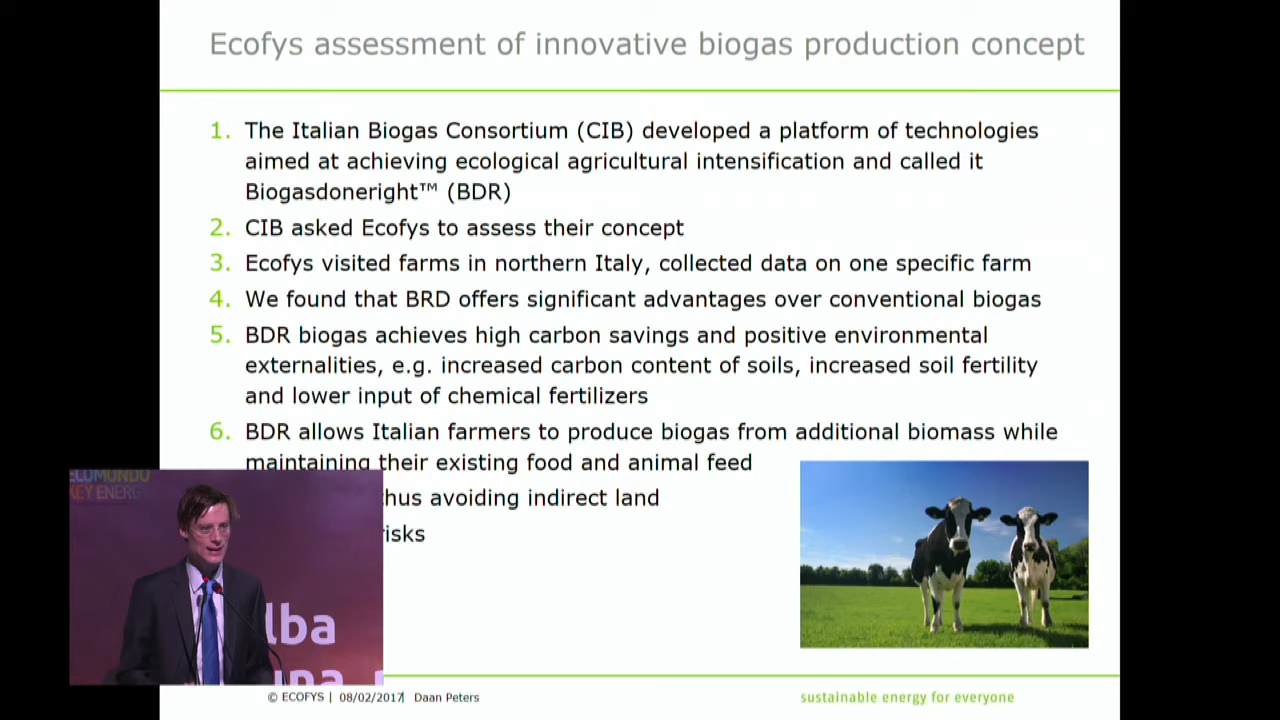 Ecofys assessment of innovative biogas production concept
1. The Italian Biogas Consortium (CIB) developed a platform of technologies
aimed at achieving ecological agricultural intensification and called it
Biogasdoneright™ (BDR)
2. CIB asked Ecofys to assess their concept
3. Ecofys visited farms in northern Italy, collected data on one specific farm
4. We found that BRD offers significant advantages over conventional biogas
5. BDR biogas achieves high carbon savings and positive environmental
externalities, e.g. increased carbon content of soils, increased soil fertility
and lower input of chemical fertilizers
6. BDR allows Italian farmers to produce biogas from additional biomass while
maintaining their existing food and animal feed
thus avoiding indirect land
risks
ECOMONDO
KEY ENERG
lba
© ECOFYS | 08/02/2017| Daan Peters
sustainable energy for everyone